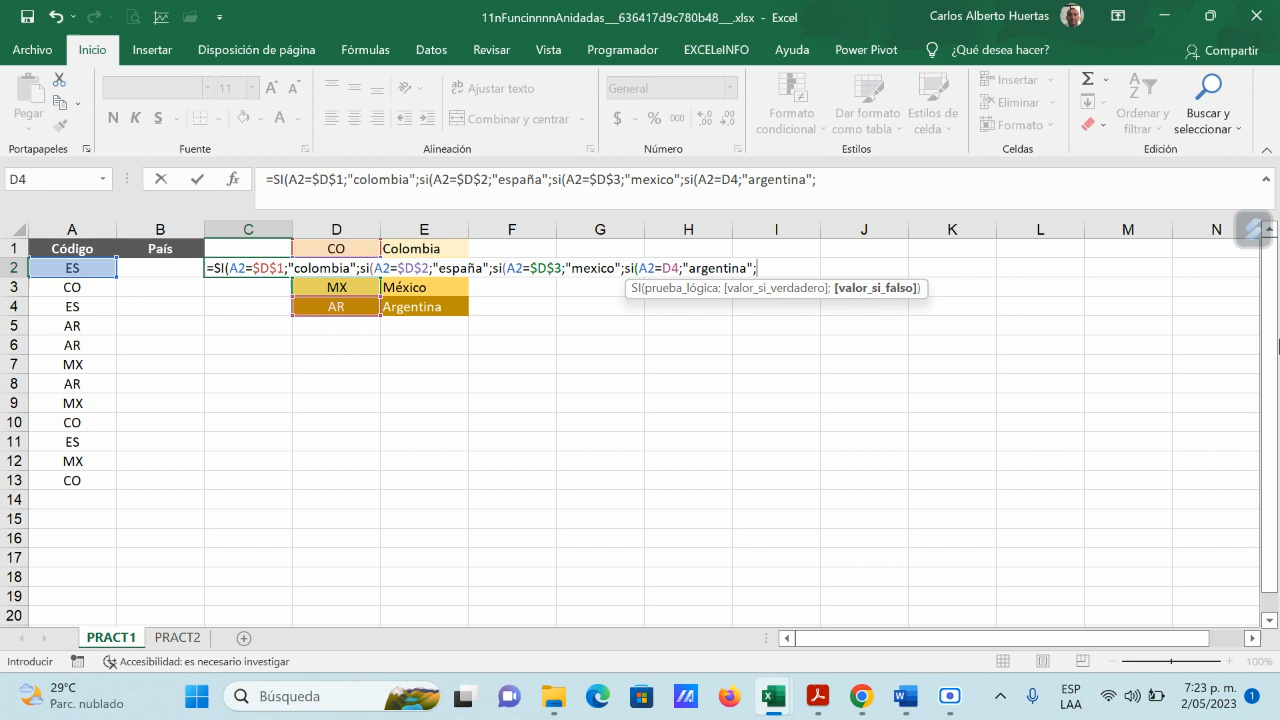 11nFuncinnnnAnidadas__636417d9c780b48___.xlsx - Excel
Carlos Alberto Huertas
Archivo Inicio Insertar Disposición de página Fórmulas Datos Revisar Vista Programador EXCELeINFO Ayuda Power Pivot ¿Qué desea hacer? Compartir
Pegar
11
N K S
Ajustar texto
Combinar y centrar
General
$ % 000
Formato condicional
Dar formato como tabla
Estilos de celda
Insertar
Eliminar
Formato
Ordenar y filtrar
Buscar y seleccionar
Portapapeles Fuente Alineación Número Estilos Celdas Edición
D4 fx =SI(A2=$D$1;"colombia";si(A2=$D$2;"españa";si(A2=$D$3;"mexico";si(A2=D4;"argentina";
A B C D E F G H I J K L M N
1 Código País CO Colombia
2 ES =SI(A2=$D$1;"colombia";si(A2=$D$2;"españa";si(A2=$D$3;"mexico";si(A2=D4;"argentina";
SI(prueba_lógica; [valor_si_verdadero]; [valor_si_falso])
3 CO MX México
4 ES AR Argentina
5 AR
6 AR
7 MX
8 AR
9 MX
10 CO
11 ES
12 MX
13 CO
14
15
16
17
18
19
20
PRACT1 PRACT2
Introducir Accesibilidad: es necesario investigar 100%
29°C
Parc. nublado
Búsqueda
ESP
LAA
7:23 p. m.
2/05/2023
1